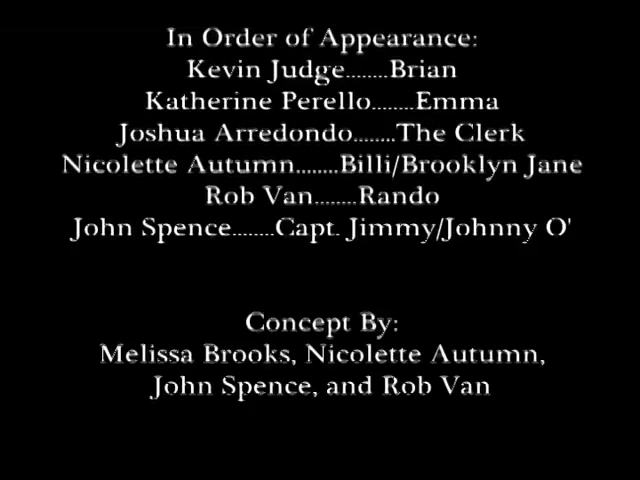 In Order of Appearance:
Kevin Judge........Brian
Katherine Perello........Emma
Joshua Arredondo........The Clerk
Nicolette Autumn........Billi/Brooklyn Jane
Rob Van........Rando
John Spence........Capt. Jimmy/Johnny O'
Concept By:
Melissa Brooks, Nicolette Autumn,
John Spence, and Rob Van